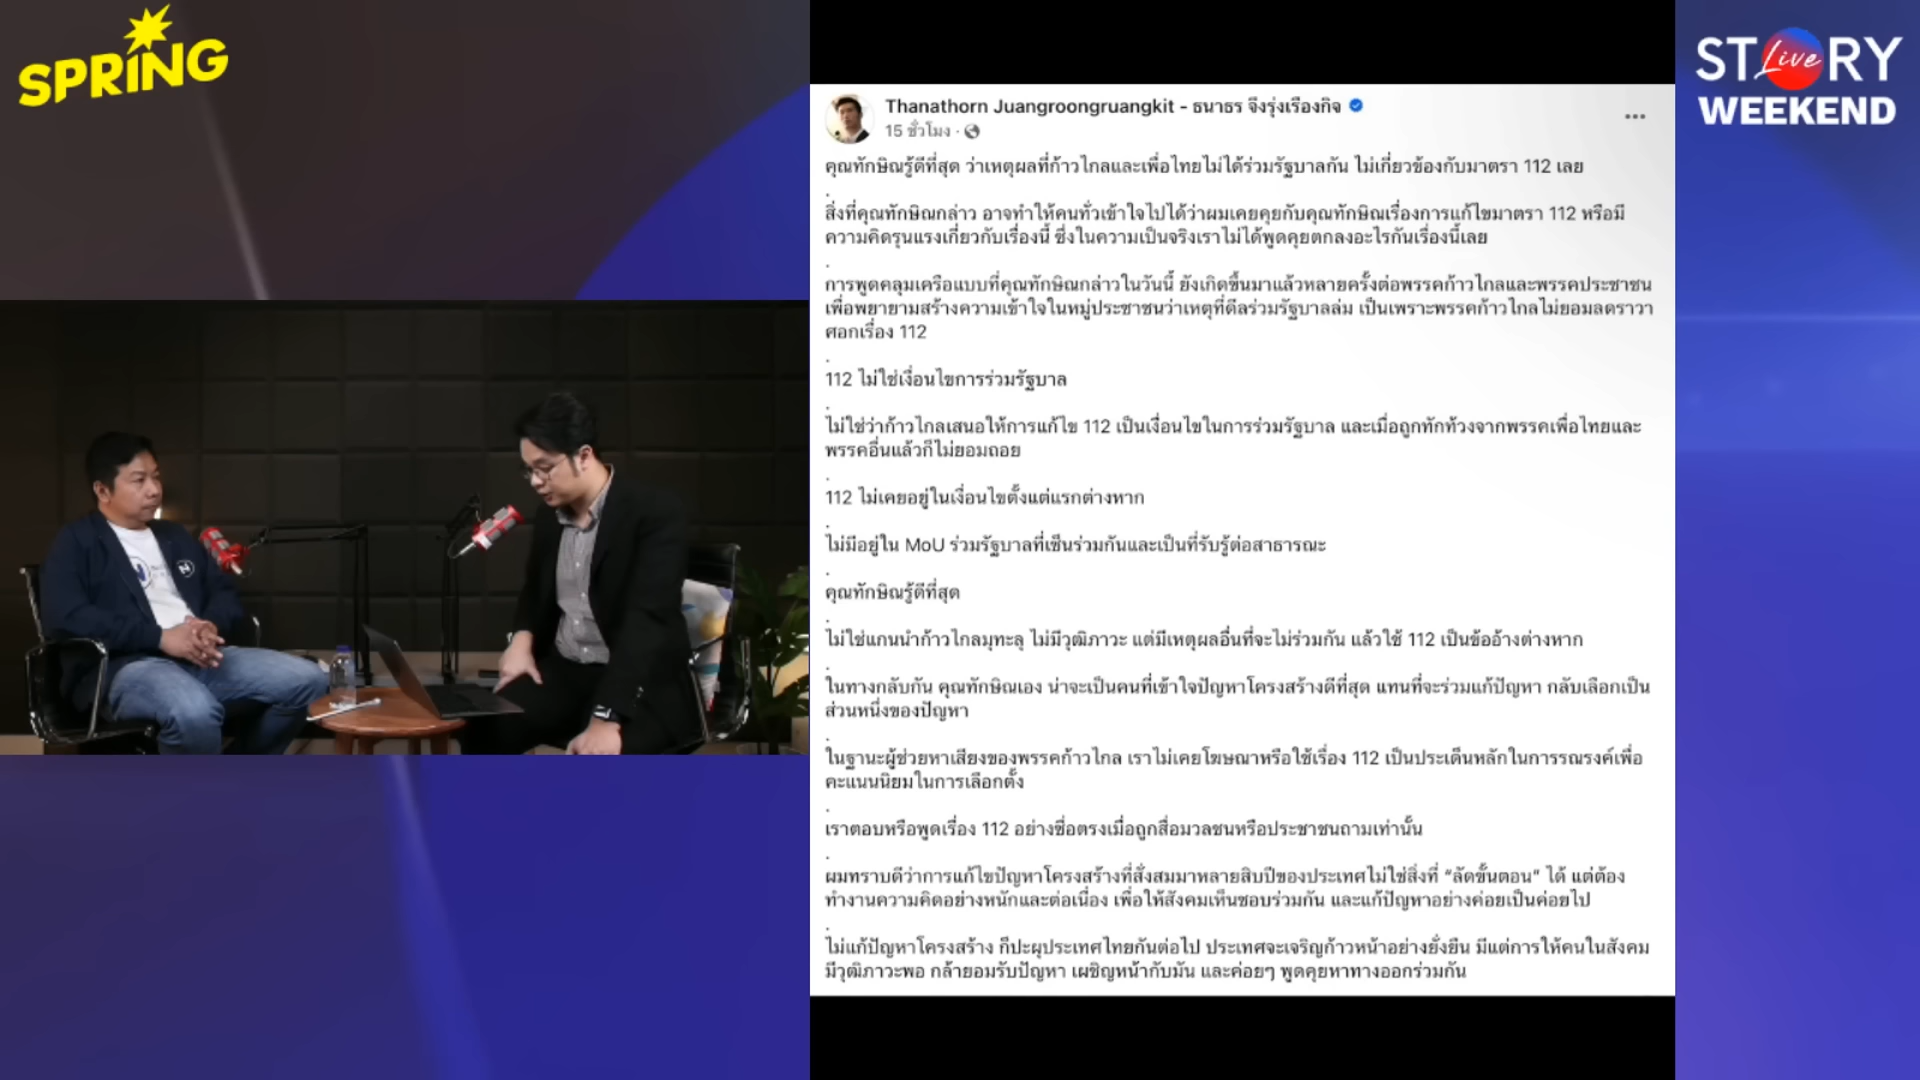 SPRiNG
STORY
Live
WEEKEND
Thanathorn Juangroongruangkit - ธนาธร จึงรุ่งเรืองกิจ
15 ชั่วโมง ·
คุณทักษิณรู้ดีที่สุด ว่าเหตุผลที่ก้าวไกลและเพื่อไทยไม่ได้ร่วมรัฐบาลกัน ไม่เกี่ยวข้องกับมาตรา 112 เลย
.
สิ่งที่คุณทักษิณกล่าว อาจทำให้คนทั่วเข้าใจไปได้ว่าผมเคยคุยกับคุณทักษิณเรื่องการแก้ไขมาตรา 112 หรือมี
ความคิดรุนแรงเกี่ยวกับเรื่องนี้ ซึ่งในความเป็นจริงเราไม่ได้พูดคุยตกลงอะไรกันเรื่องนี้เลย
.
การพูดคลุมเครือแบบที่คุณทักษิณกล่าวในวันนี้ ยังเกิดขึ้นมาแล้วหลายครั้งต่อพรรคก้าวไกลและพรรคประชาชน
เพื่อพยายามสร้างความเข้าใจในหมู่ประชาชนว่าเหตุที่ดีลร่วมรัฐบาลล่ม เป็นเพราะพรรคก้าวไกลไม่ยอมลดราวา
ศอกเรื่อง 112
.
112 ไม่ใช่เงื่อนไขการร่วมรัฐบาล
.
ไม่ใช่ว่าก้าวไกลเสนอให้การแก้ไข 112 เป็นเงื่อนไขในการร่วมรัฐบาล และเมื่อถูกทักท้วงจากพรรคเพื่อไทยและ
พรรคอื่นแล้วก็ไม่ยอมถอย
.
112 ไม่เคยอยู่ในเงื่อนไขตั้งแต่แรกต่างหาก
.
ไม่มีอยู่ใน MoU ร่วมรัฐบาลที่เซ็นร่วมกันและเป็นที่รับรู้ต่อสาธารณะ
.
คุณทักษิณรู้ดีที่สุด
.
ไม่ใช่แกนนำก้าวไกลมุทะลุ ไม่มีวุฒิภาวะ แต่มีเหตุผลอื่นที่จะไม่ร่วมกัน แล้วใช้ 112 เป็นข้ออ้างต่างหาก
.
ในทางกลับกัน คุณทักษิณเอง น่าจะเป็นคนที่เข้าใจปัญหาโครงสร้างดีที่สุด แทนที่จะร่วมแก้ปัญหา กลับเลือกเป็น
ส่วนหนึ่งของปัญหา
.
ในฐานะผู้ช่วยหาเสียงของพรรคก้าวไกล เราไม่เคยโฆษณาหรือใช้เรื่อง 112 เป็นประเด็นหลักในการรณรงค์เพื่อ
คะแนนนิยมในการเลือกตั้ง
.
เราตอบหรือพูดเรื่อง 112 อย่างซื่อตรงเมื่อถูกสื่อมวลชนหรือประชาชนถามเท่านั้น
.
ผมทราบดีว่าการแก้ไขปัญหาโครงสร้างที่สั่งสมมาหลายสิบปีของประเทศไม่ใช่สิ่งที่ “ลัดขั้นตอน” ได้ แต่ต้อง
ทำงานความคิดอย่างหนักและต่อเนื่อง เพื่อให้สังคมเห็นชอบร่วมกัน และแก้ปัญหาอย่างค่อยเป็นค่อยไป
.
ไม่แก้ปัญหาโครงสร้าง ก็ปะผุประเทศไทยกันต่อไป ประเทศจะเจริญก้าวหน้าอย่างยั่งยืน มีแต่การให้คนในสังคม
มีวุฒิภาวะพอ กล้ายอมรับปัญหา เผชิญหน้ากับมัน และค่อยๆ พูดคุยหาทางออกร่วมกัน